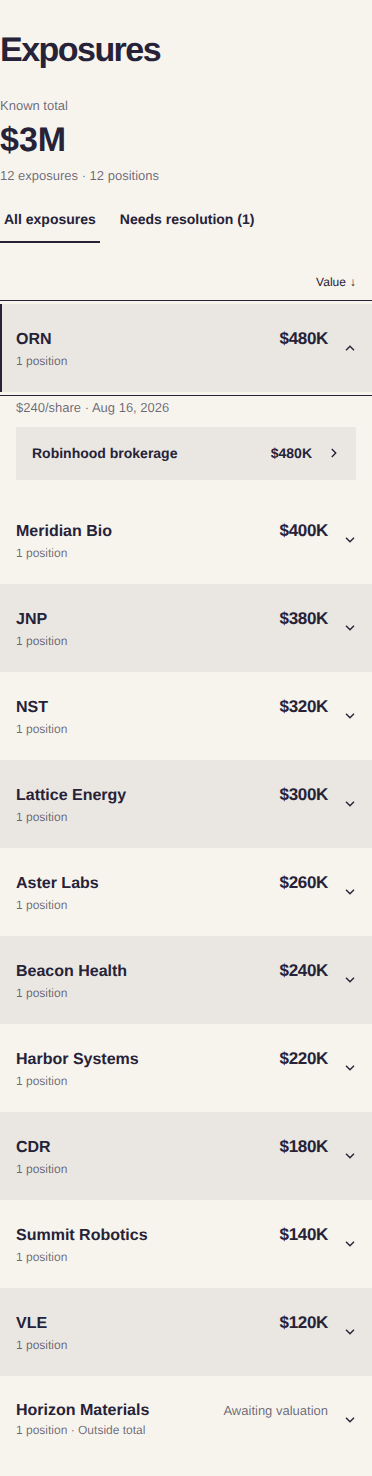 Exposures
Known total
$3M
12 exposures · 12 positions
All exposures Needs resolution (1)
Value ↓
ORN $480K
1 position
$240/share · Aug 16, 2026
Robinhood brokerage $480K
Meridian Bio $400K
1 position
JNP $380K
1 position
NST $320K
1 position
Lattice Energy $300K
1 position
Aster Labs $260K
1 position
Beacon Health $240K
1 position
Harbor Systems $220K
1 position
CDR $180K
1 position
Summit Robotics $140K
1 position
VLE $120K
1 position
Horizon Materials Awaiting valuation
1 position · Outside total